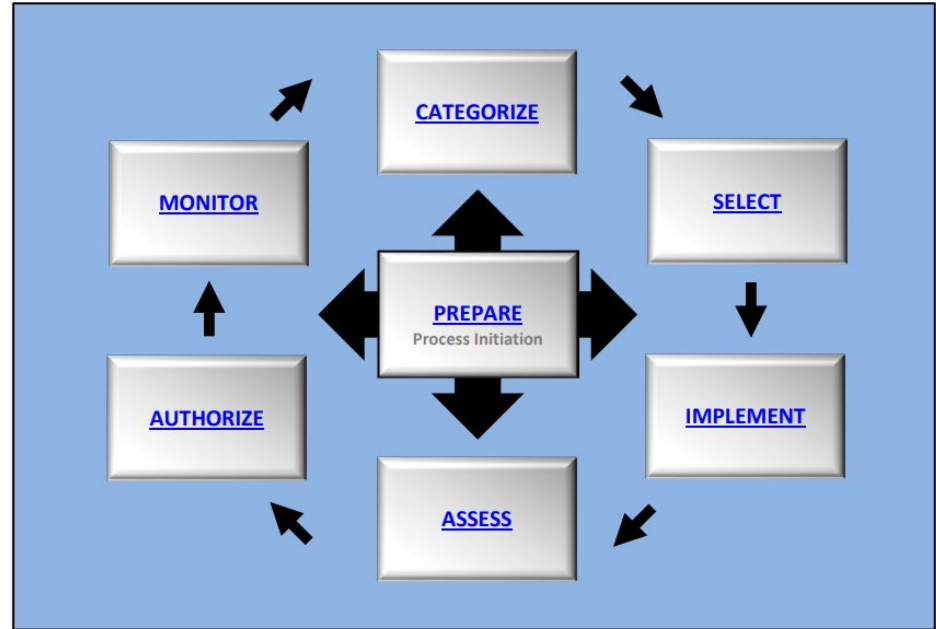 CATEGORIZE
SELECT
IMPLEMENT
ASSESS
AUTHORIZE
MONITOR
PREPARE
Process Initiation